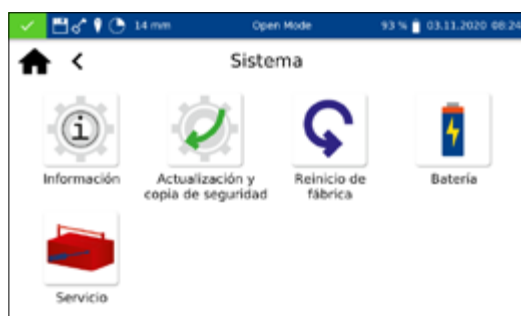 14 mm Open Mode 93 % 03.11.2020 08:24
Sistema
Información Actualización y copia de seguridad Reinicio de fábrica Batería
Servicio